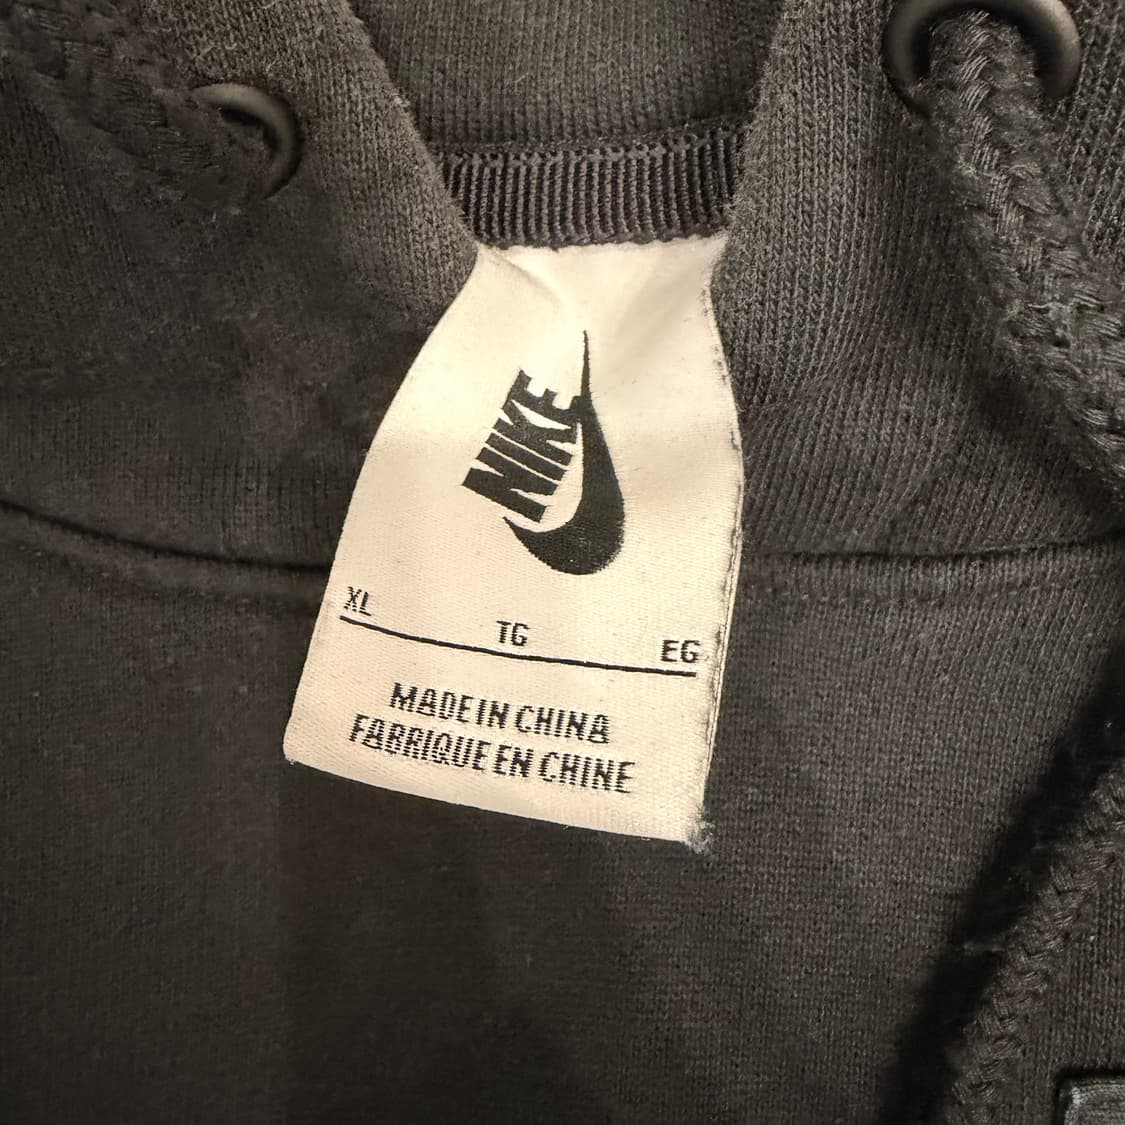 NIKE
XL TG EG
MADE IN CHINA
FABRIQUE EN CHINE